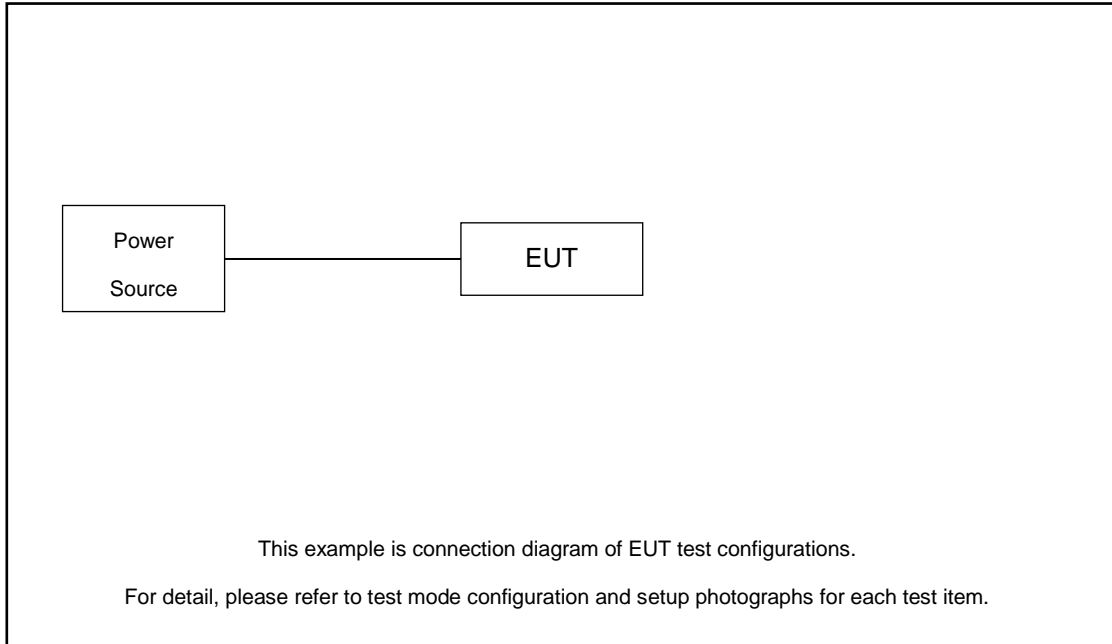 Power
Source
EUT
This example is connection diagram of EUT test configurations.
For detail, please refer to test mode configuration and setup photographs for each test item.